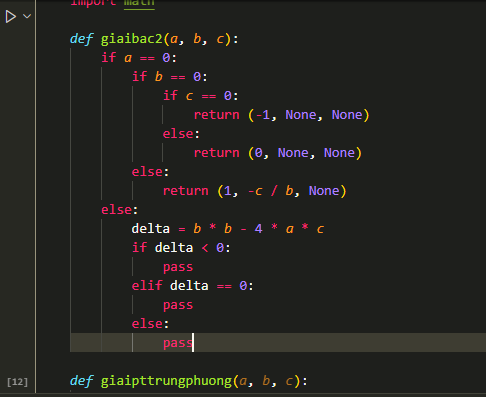 import math
def giaibac2(a, b, c):
    if a == 0:
        if b == 0:
            if c == 0:
                return (-1, None, None)
            else:
                return (0, None, None)
        else:
            return (1, -c / b, None)
    else:
        delta = b * b - 4 * a * c
        if delta < 0:
            pass
        elif delta == 0:
            pass
        else:
            pass
[12]
def giaipttrungphuong(a, b, c):